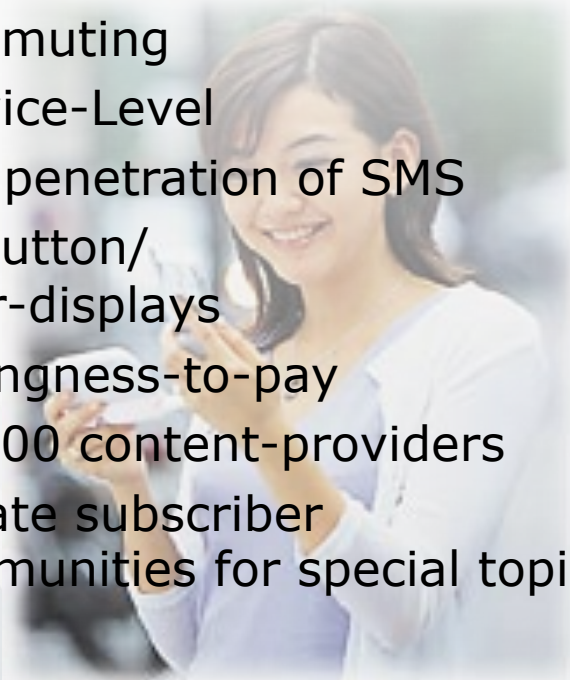 muting
ice-Level
penetration of SMS
utton/
r-displays
ngness-to-pay
00 content-providers
ate subscriber
munities for special topi